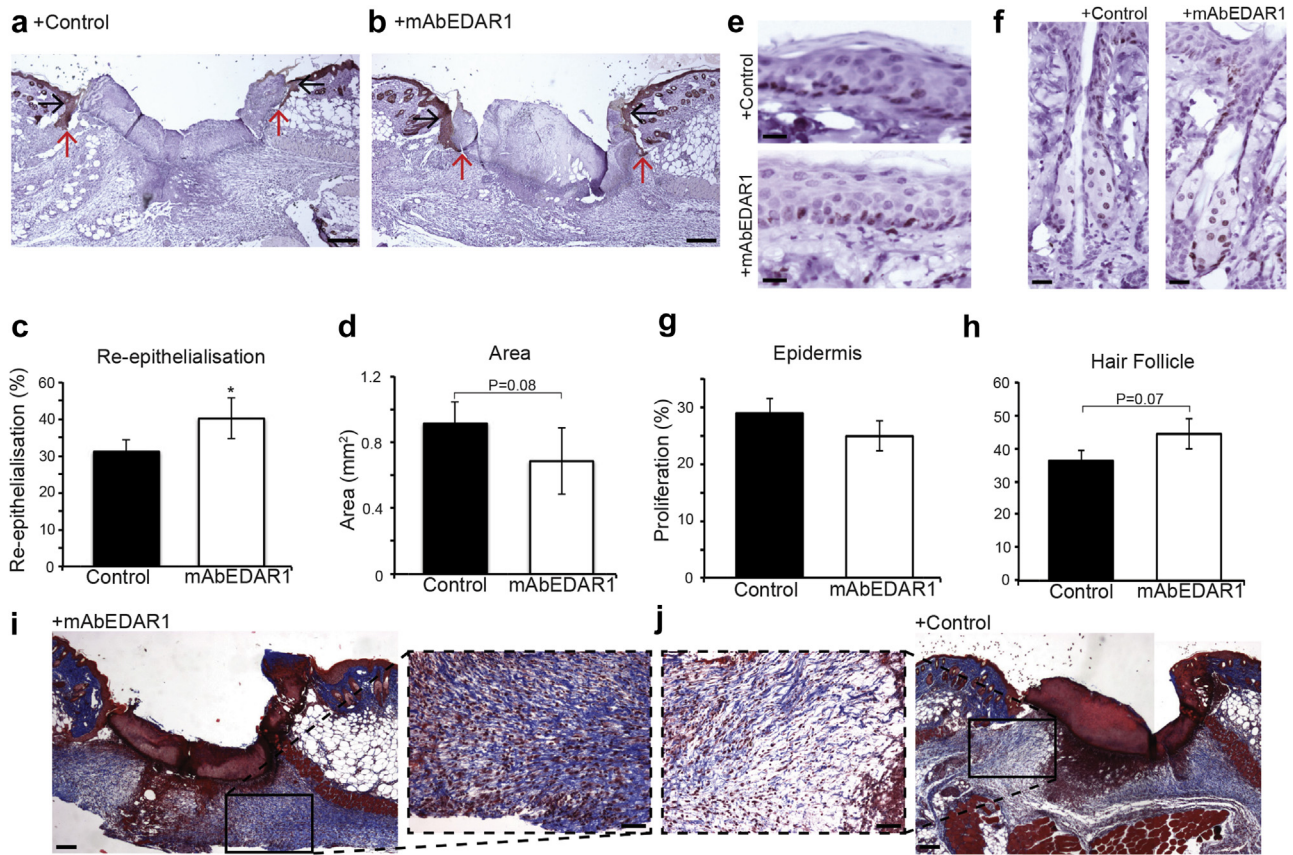 a +Control
b +mAbEDAR1
e
+Control
+mAbEDAR1
f
+Control
+mAbEDAR1
c
Re-epithelialisation
Re-epithelialisation (%)
60
50
40
30
20
10
0
*
Control
mAbEDAR1
d
Area
Area (mm²)
1.2
0.8
0.4
0
P=0.08
Control
mAbEDAR1
g
Epidermis
Proliferation (%)
30
25
20
15
10
0
Control
mAbEDAR1
h
Hair Follicle
60
50
40
30
20
10
0
P=0.07
Control
mAbEDAR1
i
+mAbEDAR1
j
+Control